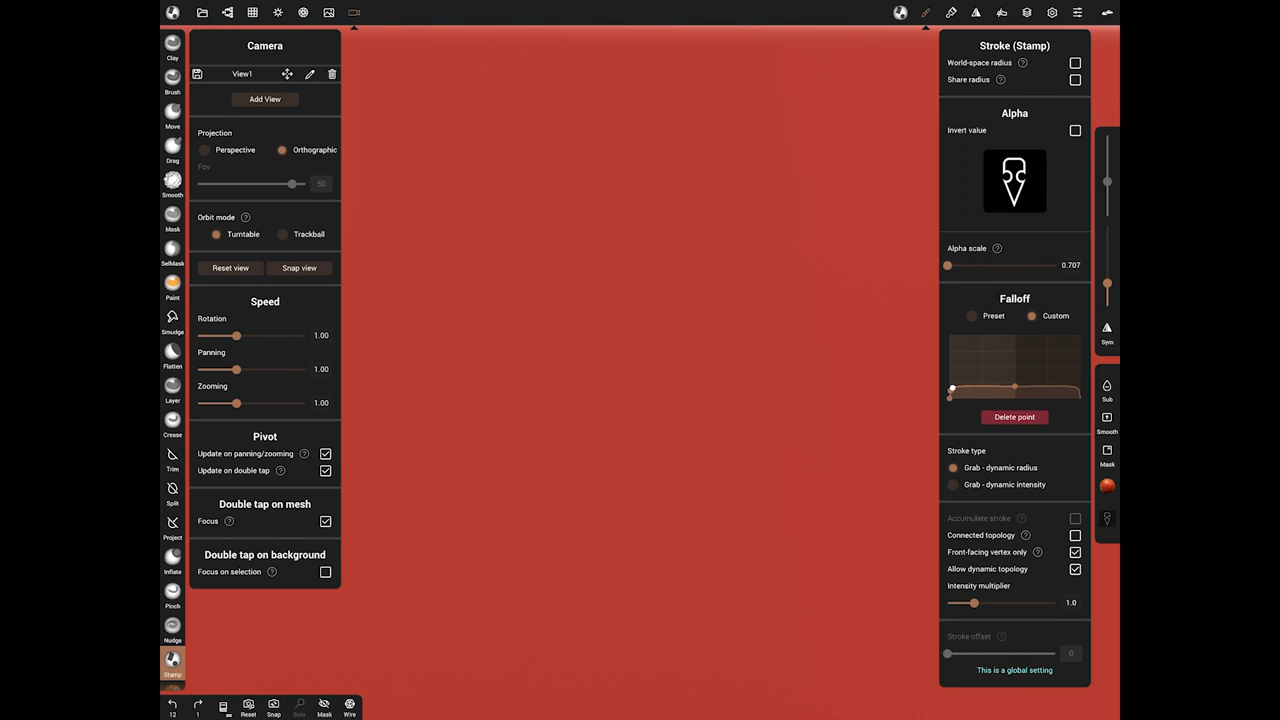 Clay
Brush
Move
Drag
Smooth
Mask
SelMask
Paint
Smudge
Flatten
Layer
Crease
Trim
Split
Project
Inflate
Pinch
Nudge
Stamp
Camera
View1
Add View
Projection
Perspective
Orthographic
Fov
50
Orbit mode ?
Turntable
Trackball
Reset view
Snap view
Speed
Rotation
1.00
Panning
1.00
Zooming
1.00
Pivot
Update on panning/zooming ?
Update on double tap ?
Double tap on mesh
Focus ?
Double tap on background
Focus on selection ?
12
1
Reset
Snap
Solo
Mask
Wire
Stroke (Stamp)
World-space radius ?
Share radius ?
Alpha
Invert value
Alpha scale ?
0.707
Falloff
Preset
Custom
Delete point
Stroke type
Grab - dynamic radius
Grab - dynamic intensity
Accumulate stroke ?
Connected topology ?
Front-facing vertex only ?
Allow dynamic topology
Intensity multiplier
1.0
Stroke offset ?
0
This is a global setting
Sym
Sub
Smooth
Mask